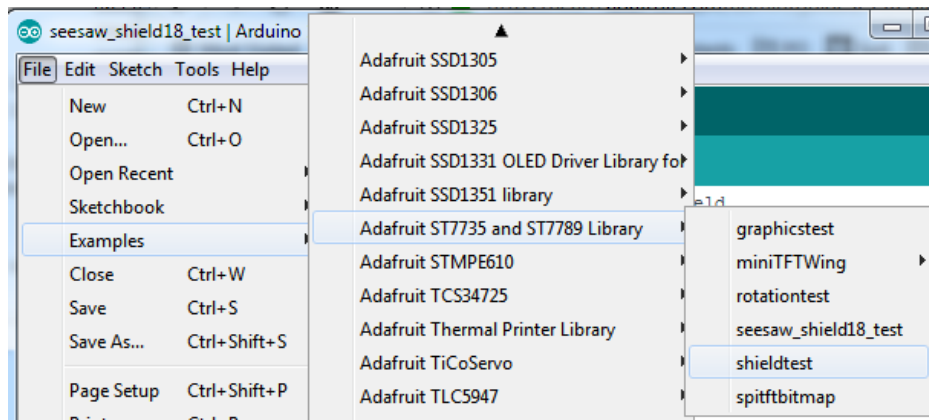 seesaw_shield18_test | Arduino
File Edit Sketch Tools Help
New Ctrl+N
Open... Ctrl+O
Open Recent
Sketchbook
Examples
Close Ctrl+W
Save Ctrl+S
Save As... Ctrl+Shift+S
Page Setup Ctrl+Shift+P
Adafruit SSD1305
Adafruit SSD1306
Adafruit SSD1325
Adafruit SSD1331 OLED Driver Library for
Adafruit SSD1351 library
Adafruit ST7735 and ST7789 Library
Adafruit STMPE610
Adafruit TCS34725
Adafruit Thermal Printer Library
Adafruit TiCoServo
Adafruit TLC5947
graphicstest
miniTFTWing
rotationtest
seesaw_shield18_test
shieldtest
spitftbitmap